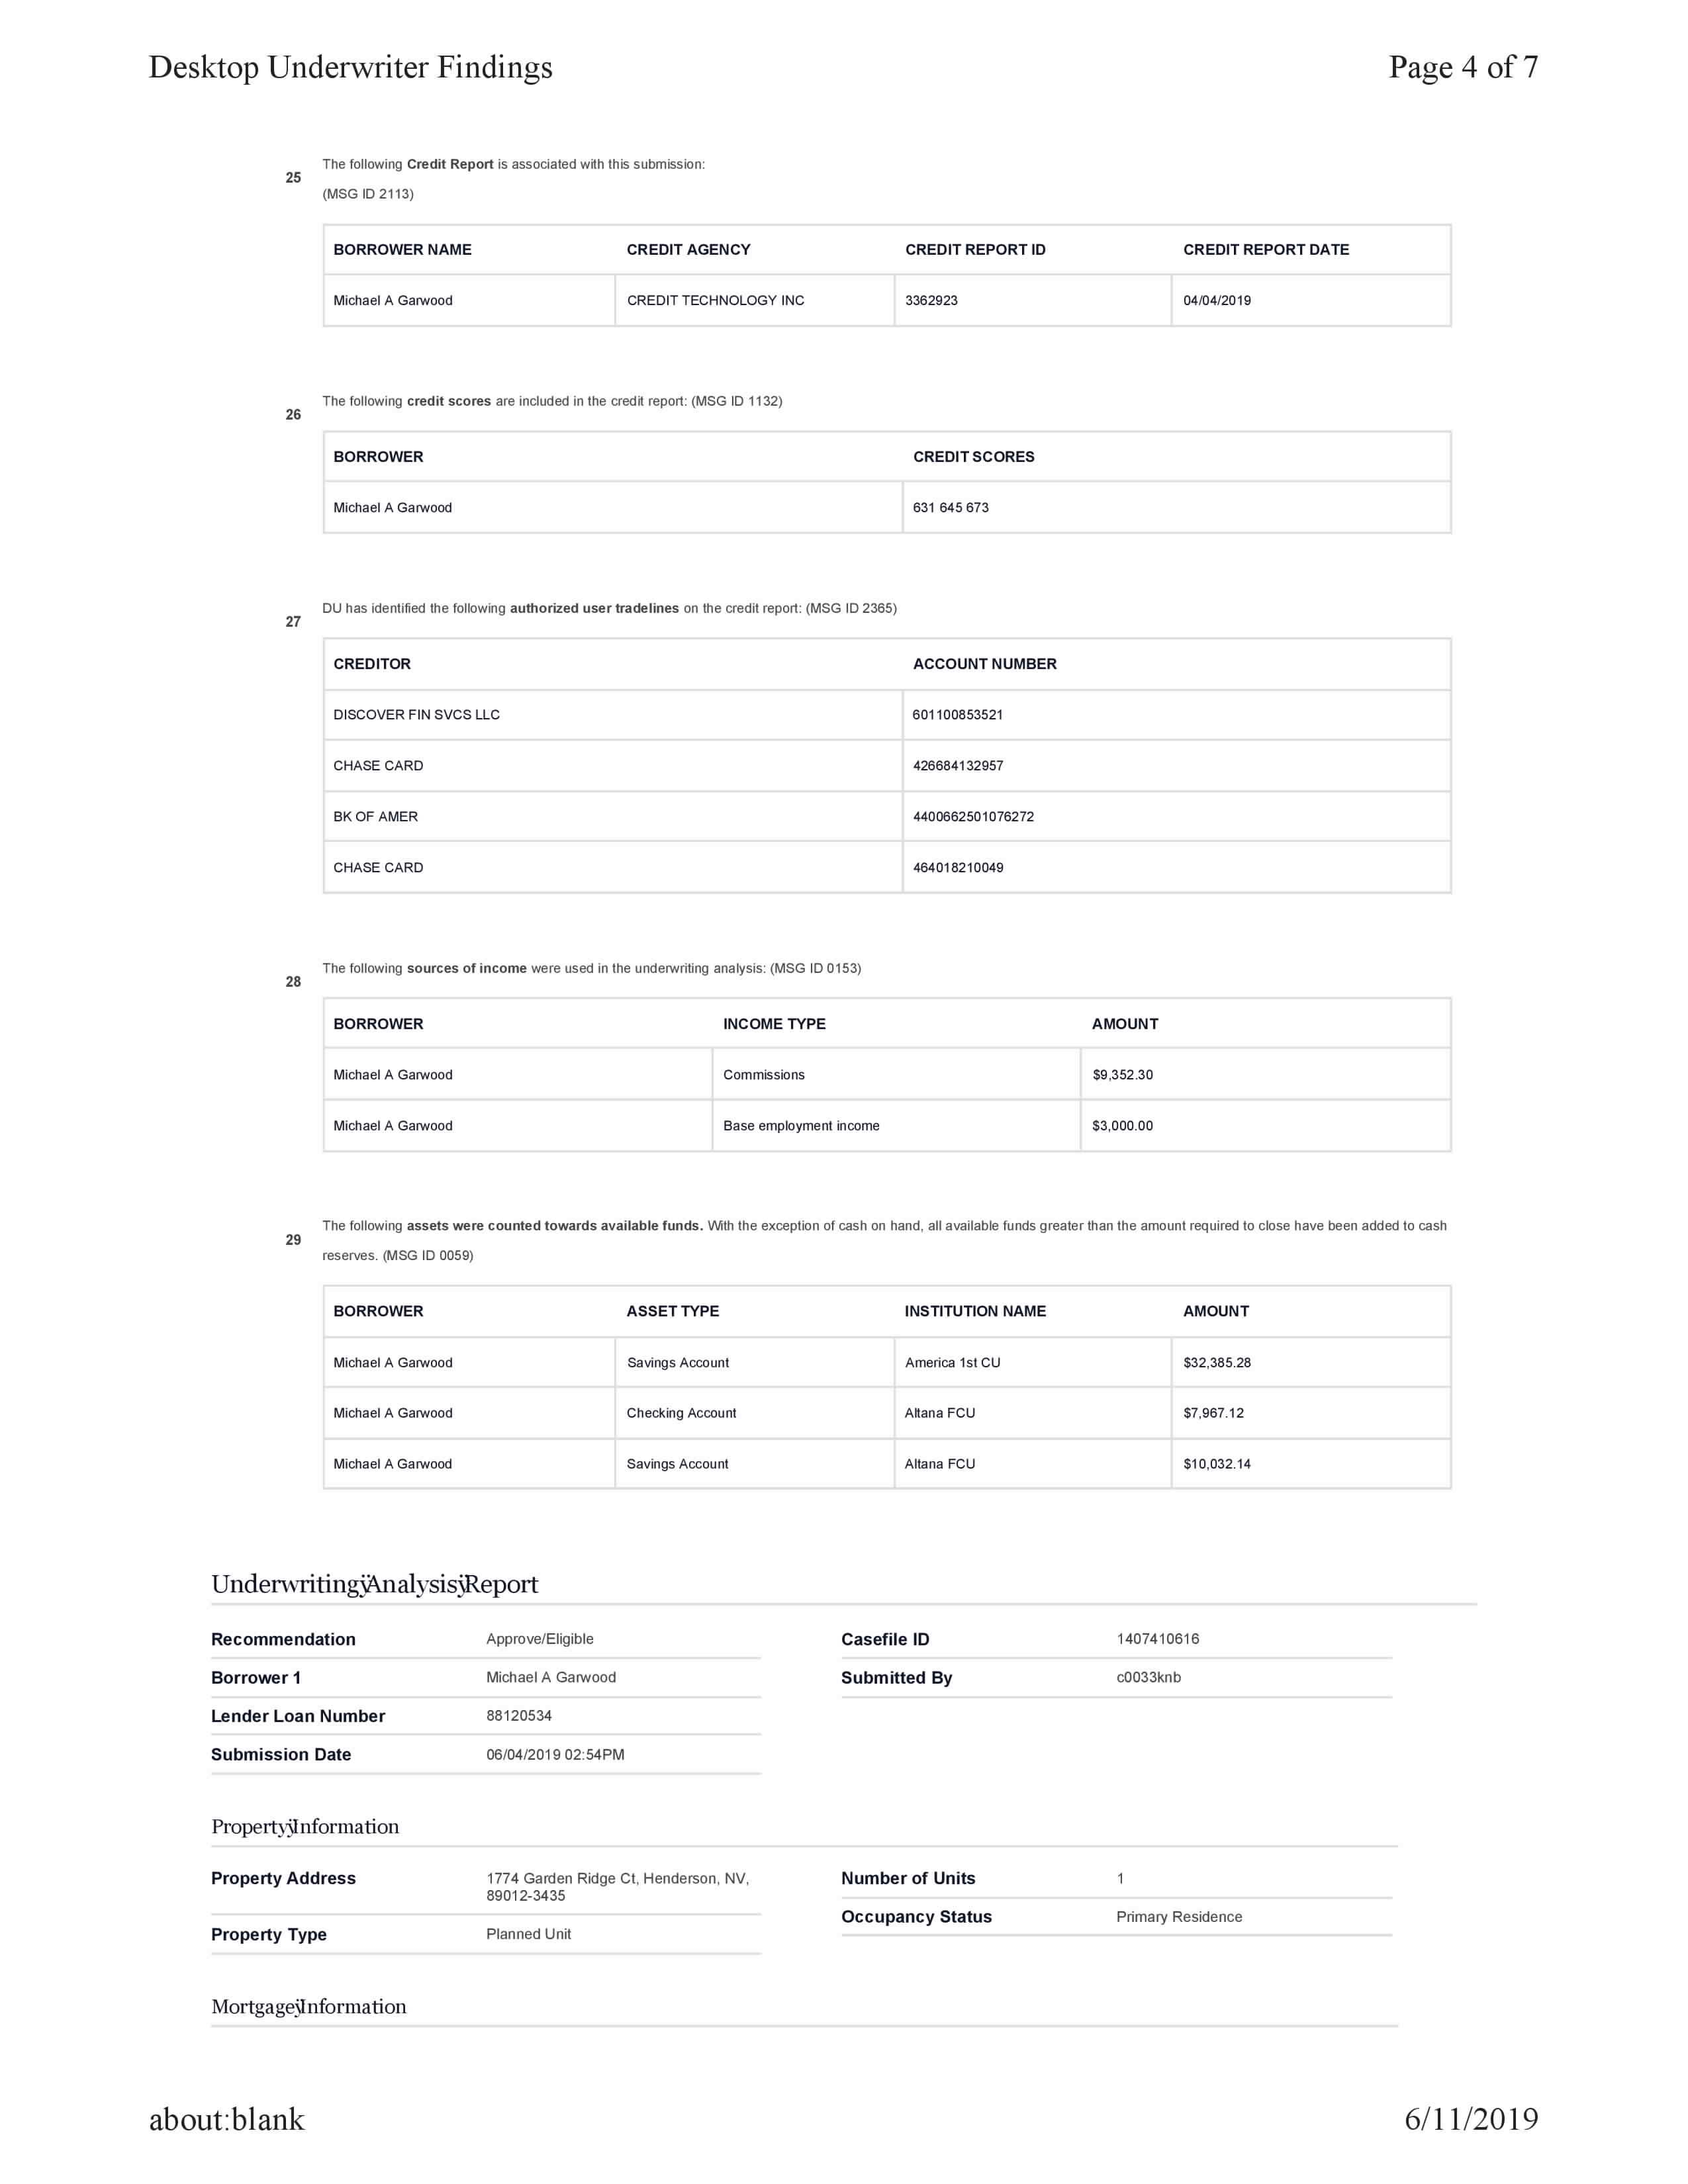 Desktop Underwriter Findings Page 4 of 7
25 The following Credit Report is associated with this submission:
(MSG ID 2113)
BORROWER NAME CREDIT AGENCY CREDIT REPORT ID CREDIT REPORT DATE
Michael A Garwood CREDIT TECHNOLOGY INC 3362923 04/04/2019
26 The following credit scores are included in the credit report: (MSG ID 1132)
BORROWER CREDIT SCORES
Michael A Garwood 631 645 673
27 DU has identified the following authorized user tradelines on the credit report: (MSG ID 2365)
CREDITOR ACCOUNT NUMBER
DISCOVER FIN SVCS LLC 601100853521
CHASE CARD 426684132957
BK OF AMER 4400662501076272
CHASE CARD 464018210049
28 The following sources of income were used in the underwriting analysis: (MSG ID 0153)
BORROWER INCOME TYPE AMOUNT
Michael A Garwood Commissions $9,352.30
Michael A Garwood Base employment income $3,000.00
29 The following assets were counted towards available funds. With the exception of cash on hand, all available funds greater than the amount required to close have been added to cash
reserves. (MSG ID 0059)
BORROWER ASSET TYPE INSTITUTION NAME AMOUNT
Michael A Garwood Savings Account America 1st CU $32,385.28
Michael A Garwood Checking Account Altana FCU $7,967.12
Michael A Garwood Savings Account Altana FCU $10,032.14
UnderwritingÿAnalysisÿReport
Recommendation Approve/Eligible Casefile ID 1407410616
Borrower 1 Michael A Garwood Submitted By c0033knb
Lender Loan Number 88120534
Submission Date 06/04/2019 02:54PM
PropertyÿInformation
Property Address 1774 Garden Ridge Ct, Henderson, NV, Number of Units 1
89012-3435
Occupancy Status Primary Residence
Property Type Planned Unit
MortgageÿInformation
about:blank 6/11/2019